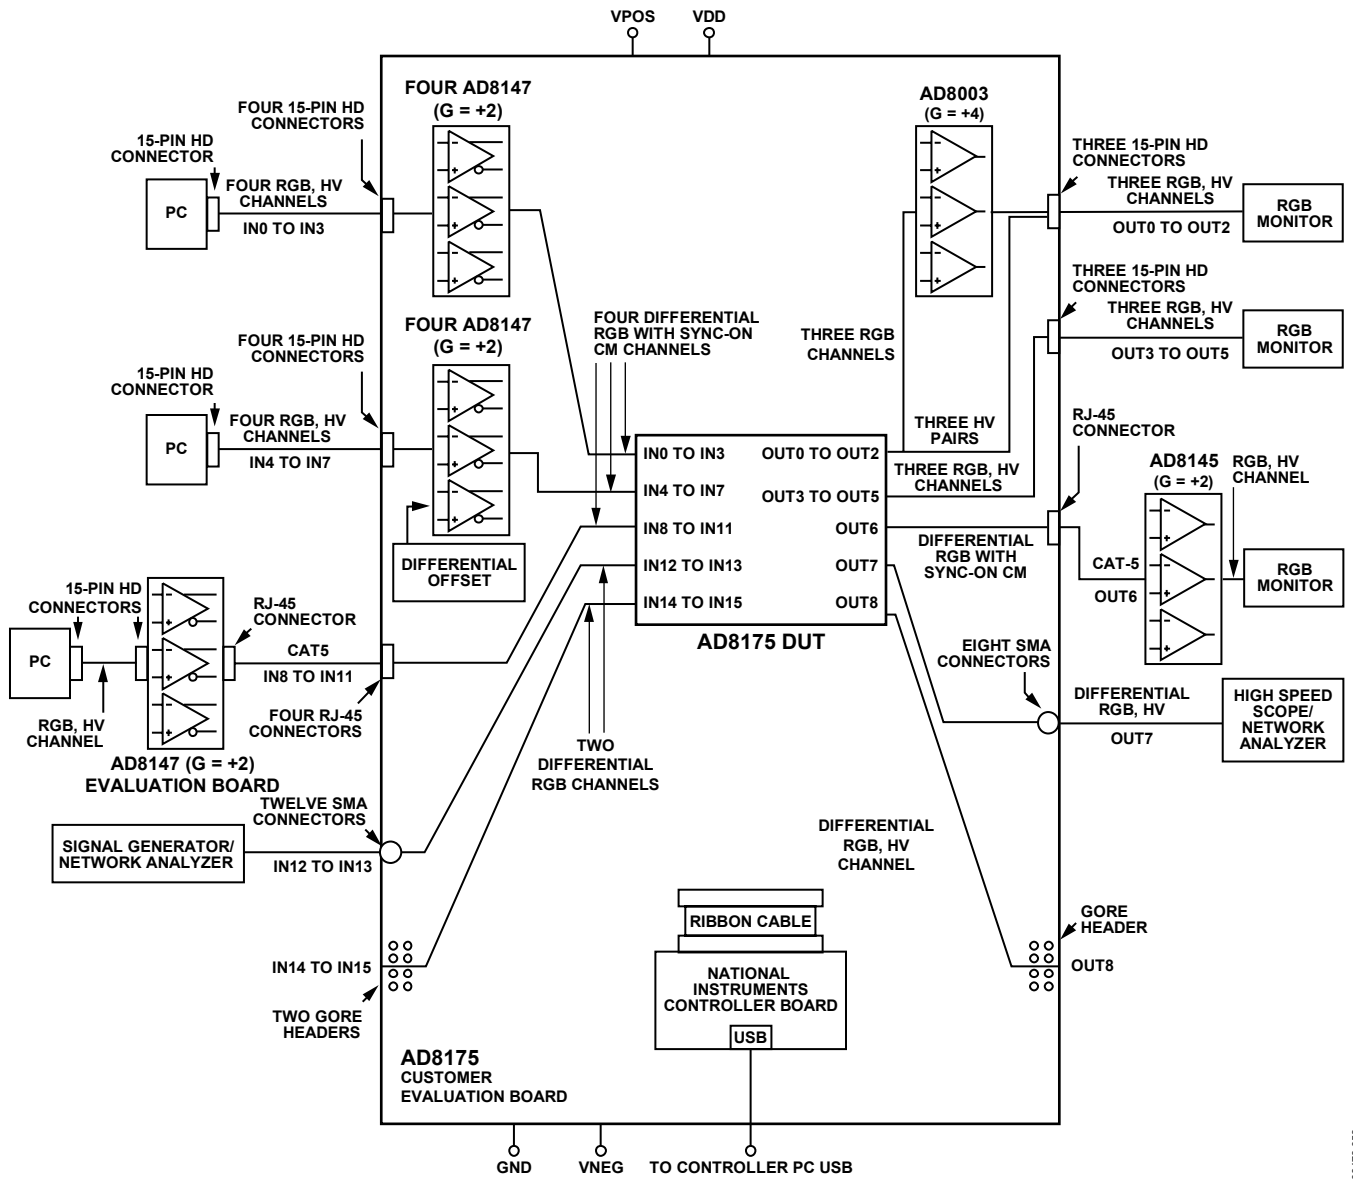 VPOS
VDD
FOUR AD8147
(G = +2)
FOUR 15-PIN HD
CONNECTORS
15-PIN HD
CONNECTOR
PC
FOUR RGB, HV
CHANNELS
IN0 TO IN3
AD8003
(G = +4)
THREE 15-PIN HD
CONNECTORS
THREE RGB, HV
CHANNELS
OUT0 TO OUT2
RGB
MONITOR
THREE 15-PIN HD
CONNECTORS
THREE RGB, HV
CHANNELS
OUT3 TO OUT5
RGB
MONITOR
FOUR AD8147
(G = +2)
FOUR 15-PIN HD
CONNECTORS
15-PIN HD
CONNECTOR
PC
FOUR RGB, HV
CHANNELS
IN4 TO IN7
DIFFERENTIAL
OFFSET
FOUR DIFFERENTIAL
RGB WITH SYNC-ON
CM CHANNELS
THREE RGB
CHANNELS
THREE HV
PAIRS
THREE RGB, HV
CHANNELS
IN0 TO IN3
OUT0 TO OUT2
IN4 TO IN7
OUT3 TO OUT5
IN8 TO IN11
OUT6
IN12 TO IN13
OUT7
IN14 TO IN15
OUT8
AD8175 DUT
DIFFERENTIAL
RGB WITH
SYNC-ON CM
RJ-45
CONNECTOR
CAT-5
OUT6
AD8145
(G = +2)
RGB, HV
CHANNEL
RGB
MONITOR
15-PIN HD
CONNECTORS
RJ-45
CONNECTOR
PC
RGB, HV
CHANNEL
CAT5
IN8 TO IN11
FOUR RJ-45
CONNECTORS
AD8147 (G = +2)
EVALUATION BOARD
TWO
DIFFERENTIAL
RGB CHANNELS
EIGHT SMA
CONNECTORS
DIFFERENTIAL
RGB, HV
OUT7
HIGH SPEED
SCOPE/
NETWORK
ANALYZER
TWELVE SMA
CONNECTORS
SIGNAL GENERATOR/
NETWORK ANALYZER
IN12 TO IN13
DIFFERENTIAL
RGB, HV
CHANNEL
IN14 TO IN15
TWO GORE
HEADERS
GORE
HEADER
OUT8
RIBBON CABLE
NATIONAL
INSTRUMENTS
CONTROLLER BOARD
USB
AD8175
CUSTOMER
EVALUATION BOARD
GND
VNEG
TO CONTROLLER PC USB